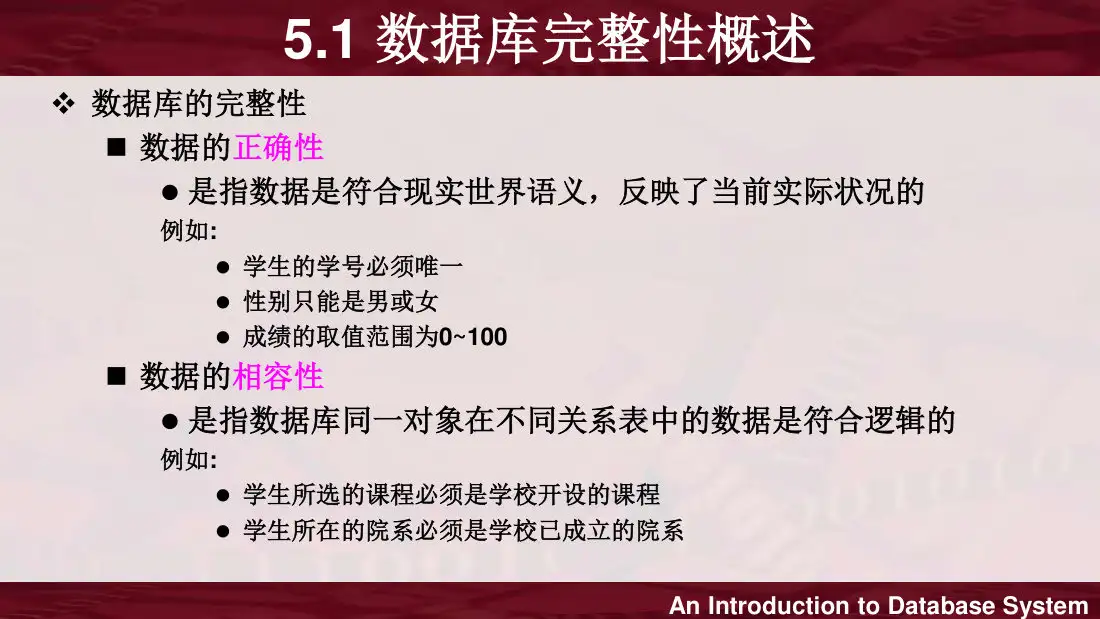 5.1 数据库完整性概述
❖ 数据库的完整性
■ 数据的正确性
● 是指数据是符合现实世界语义，反映了当前实际状况的
例如:
● 学生的学号必须唯一
● 性别只能是男或女
● 成绩的取值范围为0~100
■ 数据的相容性
● 是指数据库同一对象在不同关系表中的数据是符合逻辑的
例如:
● 学生所选的课程必须是学校开设的课程
● 学生所在的院系必须是学校已成立的院系
An Introduction to Database System